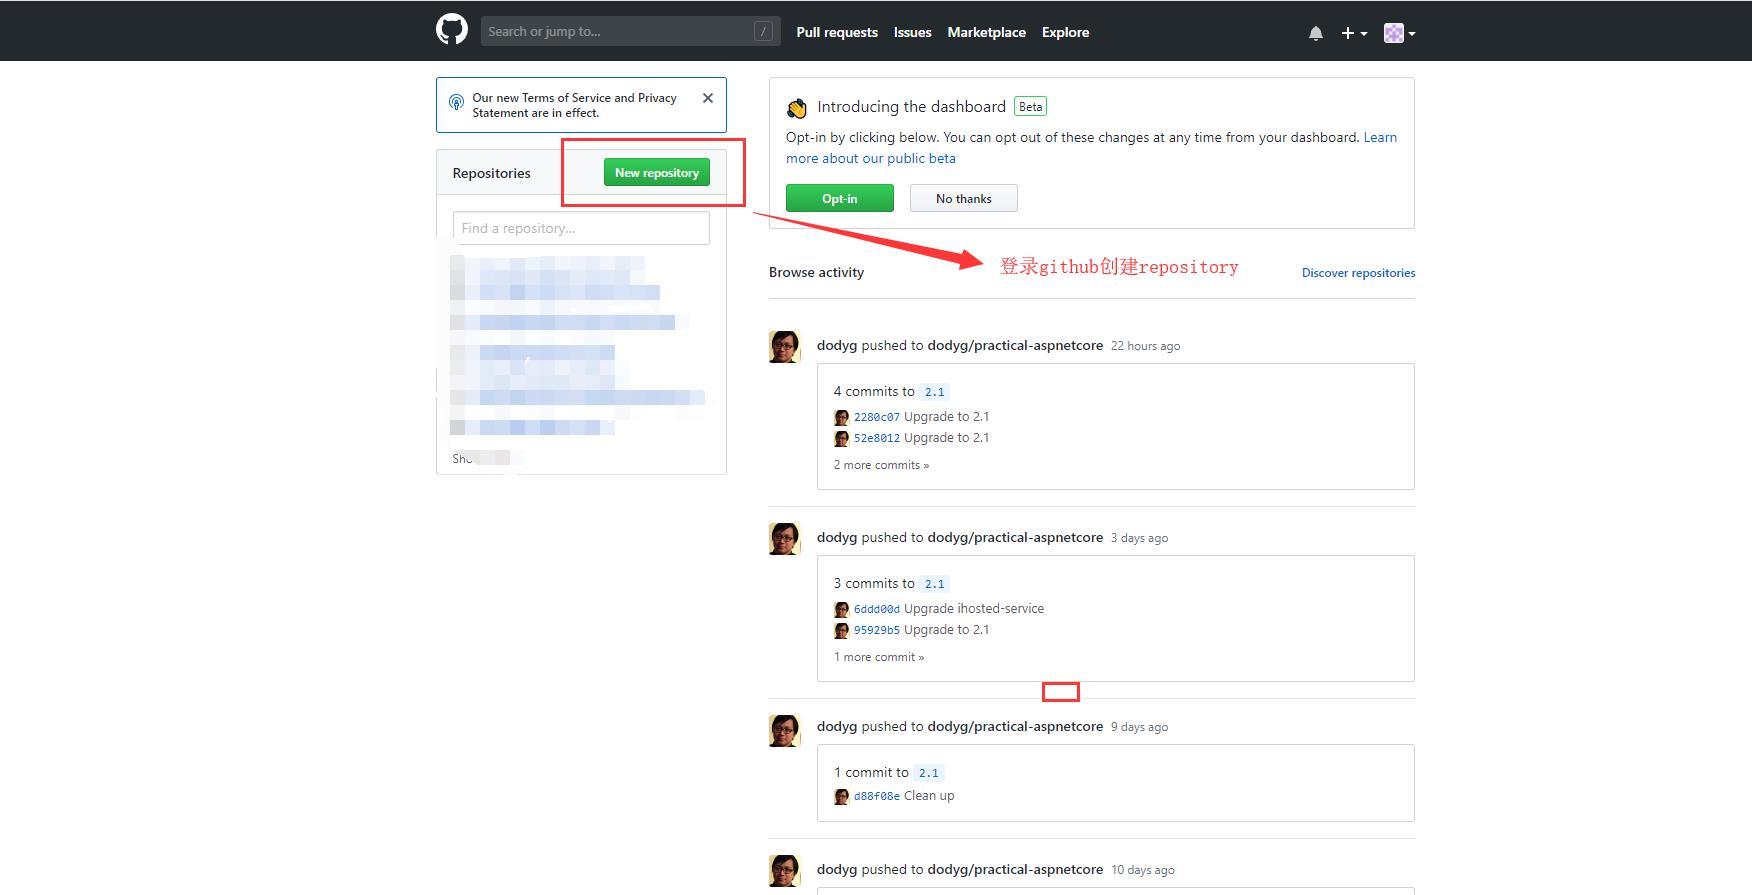 Search or jump to...
/
Pull requests
Issues
Marketplace
Explore
Our new Terms of Service and Privacy
Statement are in effect.
Repositories
New repository
Find a repository...
Introducing the dashboard
Beta
Opt-in by clicking below. You can opt out of these changes at any time from your dashboard. Learn
more about our public beta
Opt-in
No thanks
Browse activity
登录github创建repository
Discover repositories
dodyg pushed to dodyg/practical-aspnetcore 22 hours ago
4 commits to 2.1
2280c07 Upgrade to 2.1
52e8012 Upgrade to 2.1
2 more commits »
dodyg pushed to dodyg/practical-aspnetcore 3 days ago
3 commits to 2.1
6ddd00d Upgrade ihosted-service
95929b5 Upgrade to 2.1
1 more commit »
dodyg pushed to dodyg/practical-aspnetcore 9 days ago
1 commit to 2.1
d88f08e Clean up
dodyg pushed to dodyg/practical-aspnetcore 10 days ago